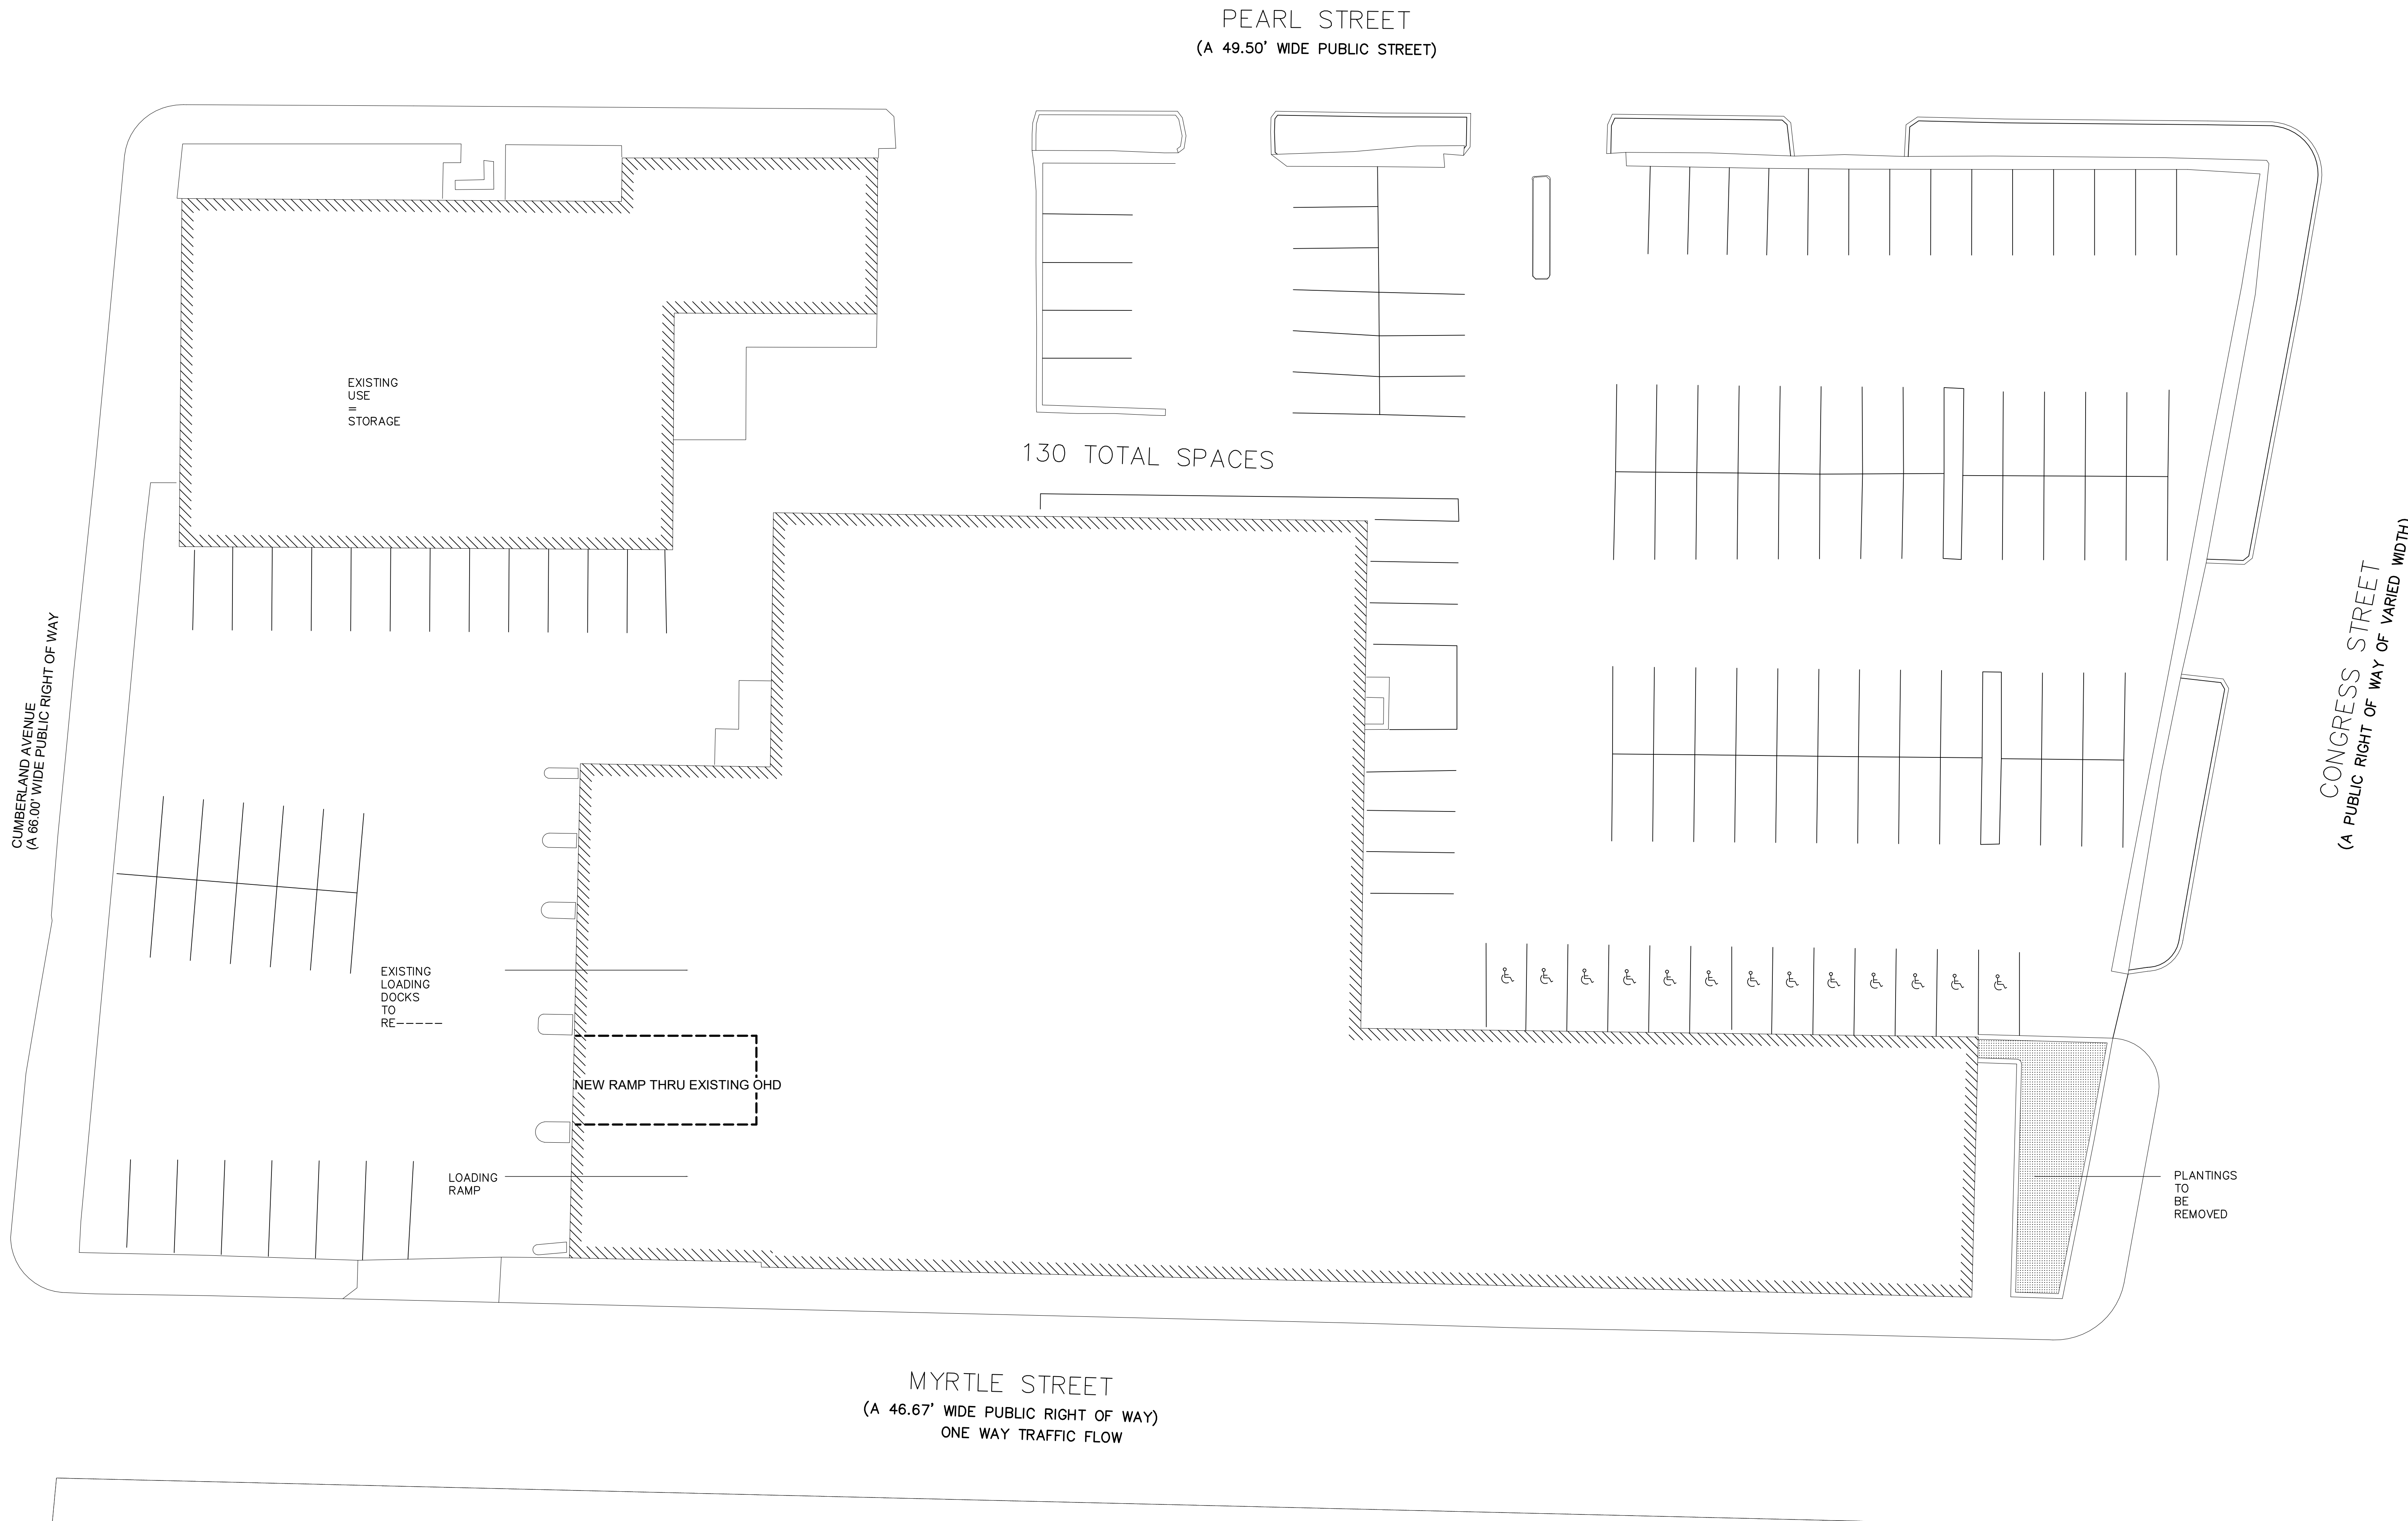 PEARL STREET
(A 49.50' WIDE PUBLIC STREET)
EXISTING
USE
=
STORAGE
130 TOTAL SPACES
CUMBERLAND AVENUE
(A 66.00' WIDE PUBLIC RIGHT OF WAY
CONGRESS STREET
(A PUBLIC RIGHT OF WAY OF VARIED WIDTH)
EXISTING
LOADING
DOCKS
TO
RE-----
NEW RAMP THRU EXISTING OHD
LOADING
RAMP
PLANTINGS
TO
BE
REMOVED
MYRTLE STREET
(A 46.67' WIDE PUBLIC RIGHT OF WAY)
ONE WAY TRAFFIC FLOW